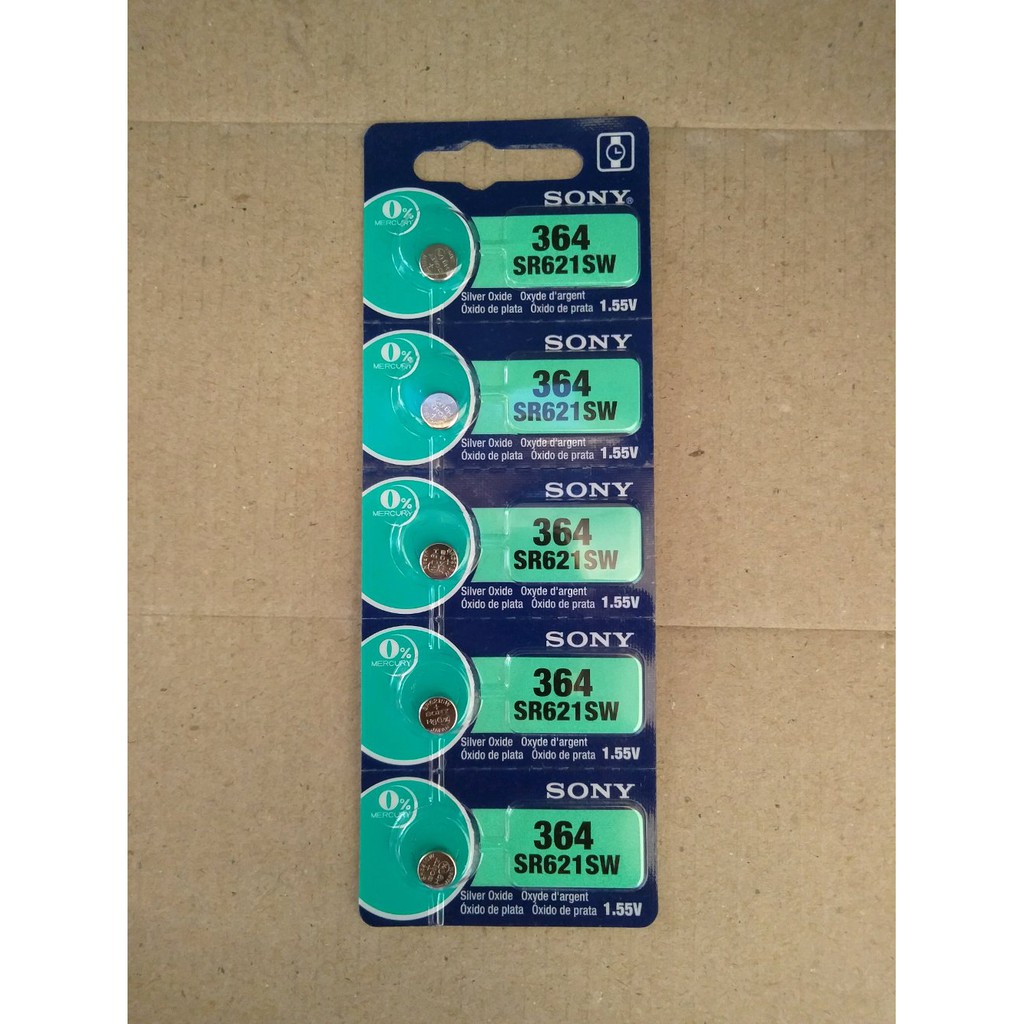 SONY®
0%
MERCURY
364
SR621SW
Silver Oxide Oxyde d'argent
Óxido de plata Óxido de prata 1.55V
SONY
0%
MERCURY
364
SR621SW
Silver Oxide Oxyde d'argent
Óxido de plata Óxido de prata 1.55V
SONY
0%
MERCURY
364
SR621SW
Silver Oxide Oxyde d'argent
Óxido de plata Óxido de prata 1.55V
SONY
0%
MERCURY
364
SR621SW
Silver Oxide Oxyde d'argent
Óxido de plata Óxido de prata 1.55V
SONY
0%
MERCURY
364
SR621SW
Silver Oxide Oxyde d'argent
Óxido de plata Óxido de prata 1.55V